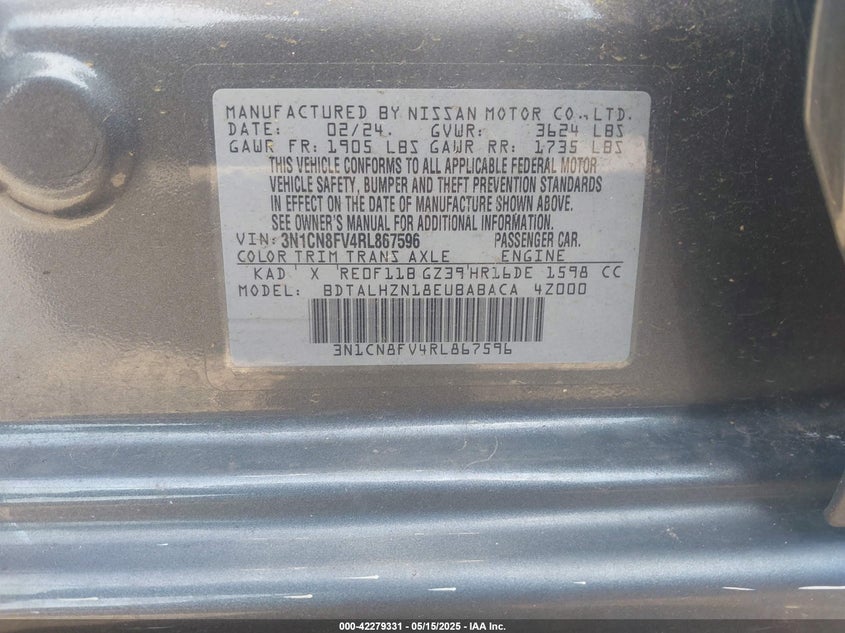 MANUFACTURED BY NISSAN MOTOR CO., LTD.
DATE: 02/24. GVWR: 3624 LBS
GAWR FR: 1905 LBS GAWR RR: 1735 LBS
THIS VEHICLE CONFORMS TO ALL APPLICABLE FEDERAL MOTOR
VEHICLE SAFETY, BUMPER AND THEFT PREVENTION STANDARDS
IN EFFECT ON THE DATE OF MANUFACTURE SHOWN ABOVE.
SEE OWNER'S MANUAL FOR ADDITIONAL INFORMATION.
VIN: 3N1CN8FV4RL867596 PASSENGER CAR.
COLOR TRIM TRANS AXLE ENGINE
KAD X RE0F11B GZ39 HR16DE 1598 CC
MODEL: BDTALHZN18EUBABACA 4Z000
3N1CN8FV4RL867596
000-42279331 / 05/15/2025 - IAA Inc.